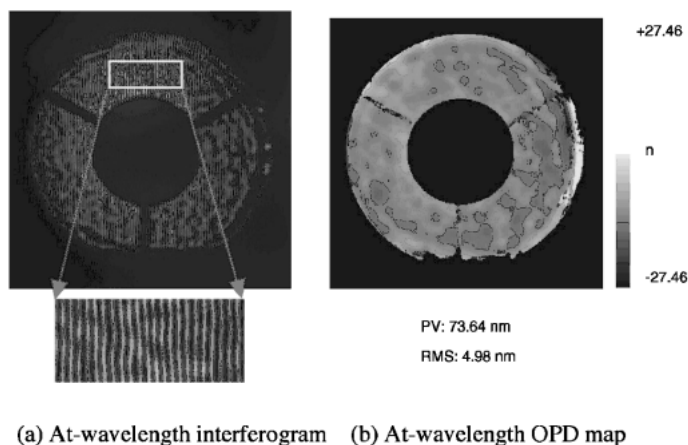 +27.46
n
-27.46
PV: 73.64 nm
RMS: 4.98 nm
(a) At-wavelength interferogram (b) At-wavelength OPD map